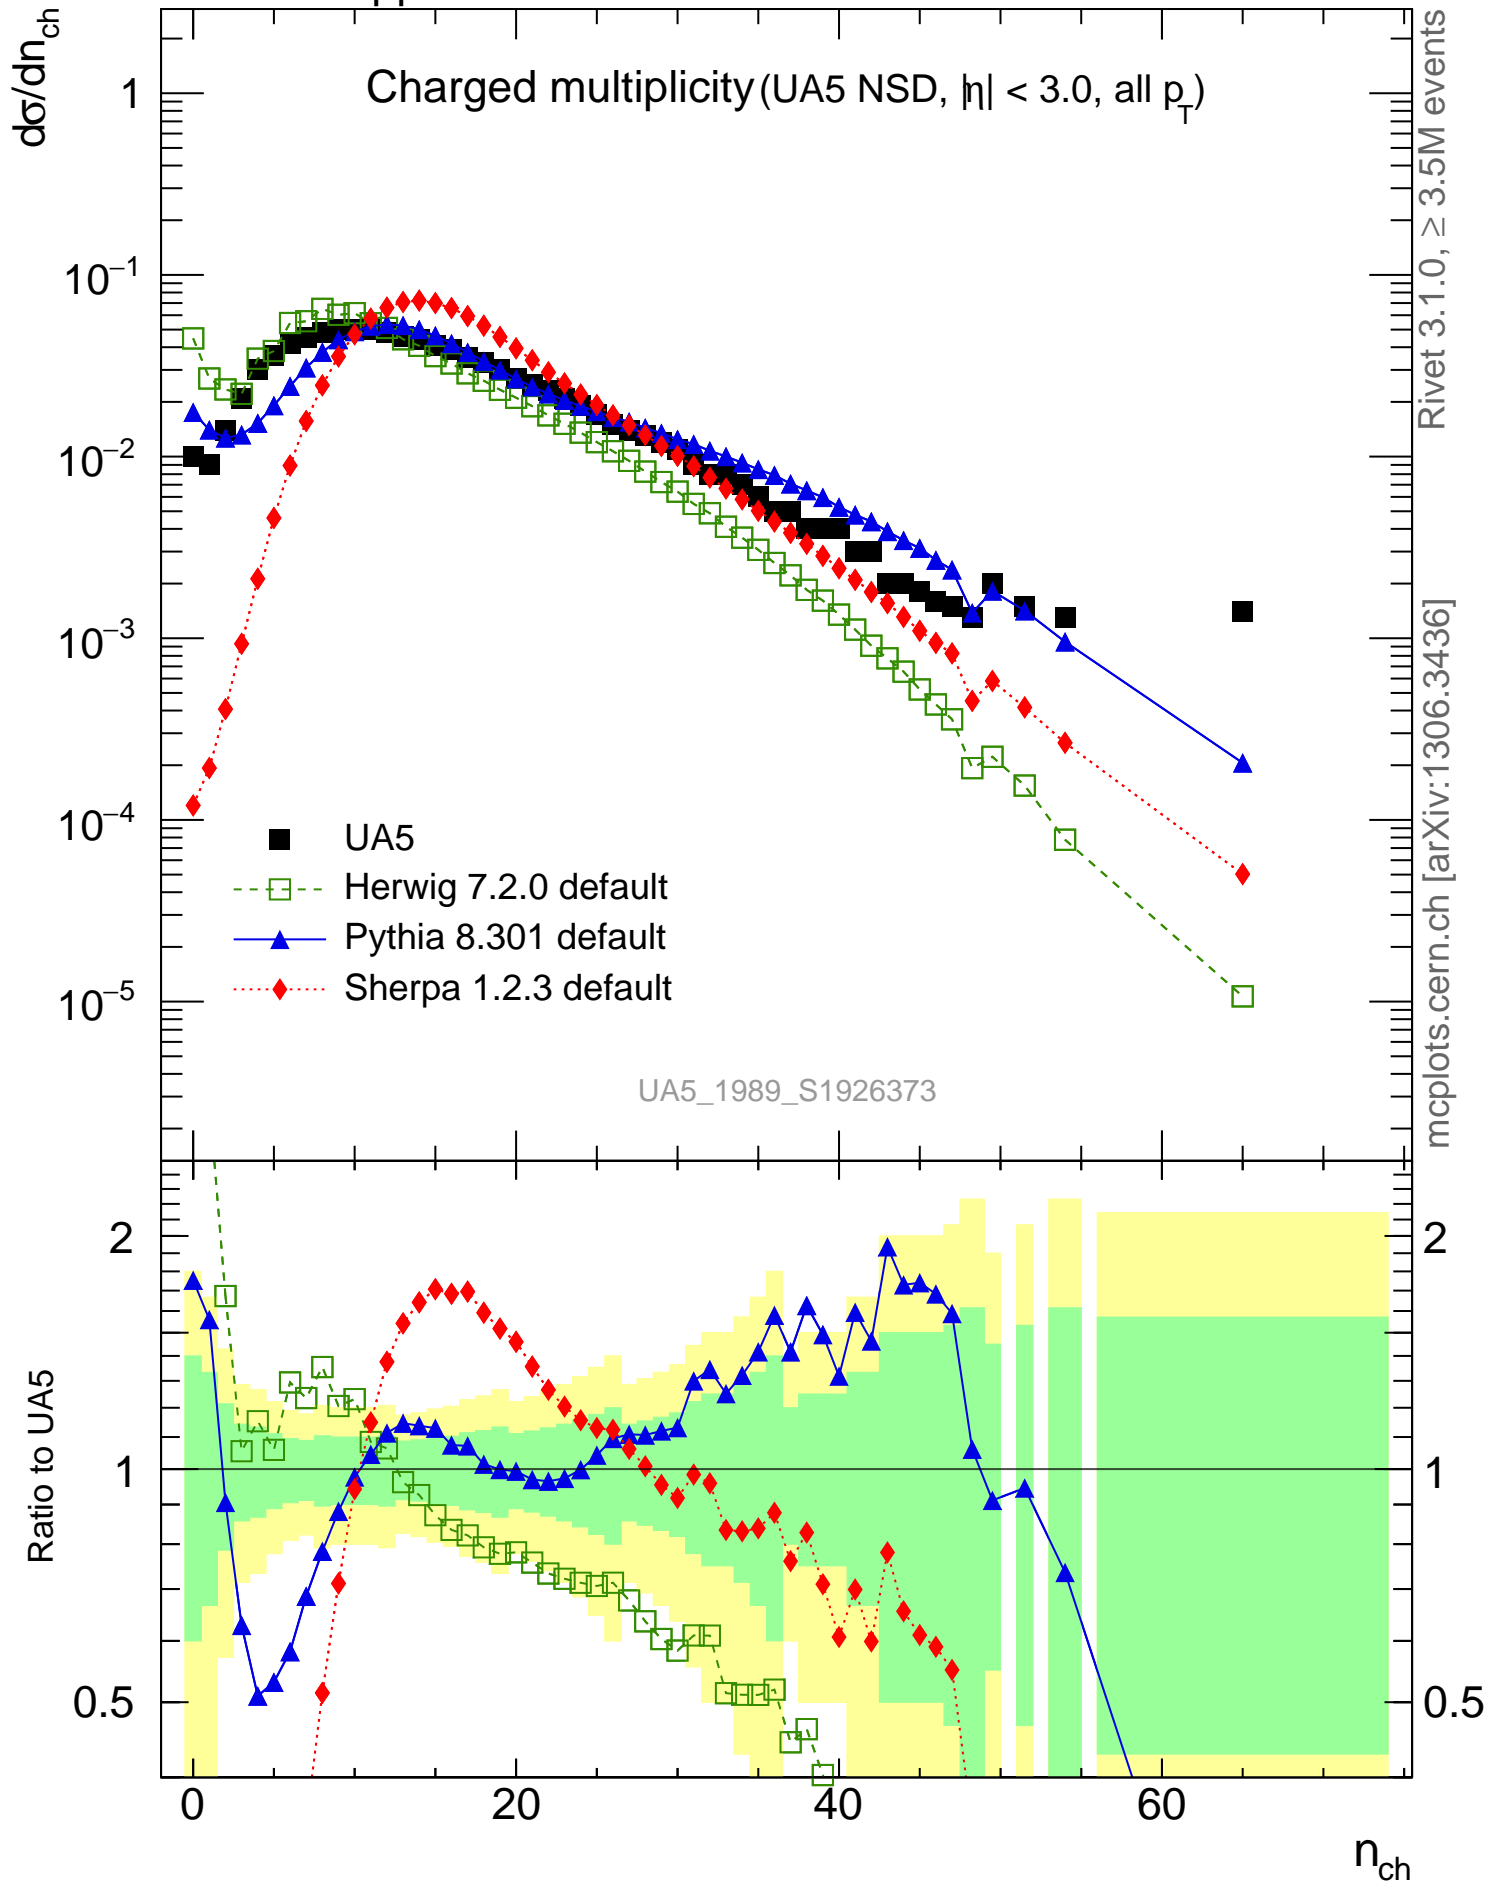 dσ/dn_ch
Charged multiplicity (UA5 NSD, |η| < 3.0, all p_T)
1
10⁻¹
10⁻²
10⁻³
10⁻⁴
10⁻⁵
UA5
Herwig 7.2.0 default
Pythia 8.301 default
Sherpa 1.2.3 default
UA5_1989_S1926373
Rivet 3.1.0, ≥ 3.5M events
mcplots.cern.ch [arXiv:1306.3436]
Ratio to UA5
2 2
1 1
0.5 0.5
0 20 40 60
n_ch